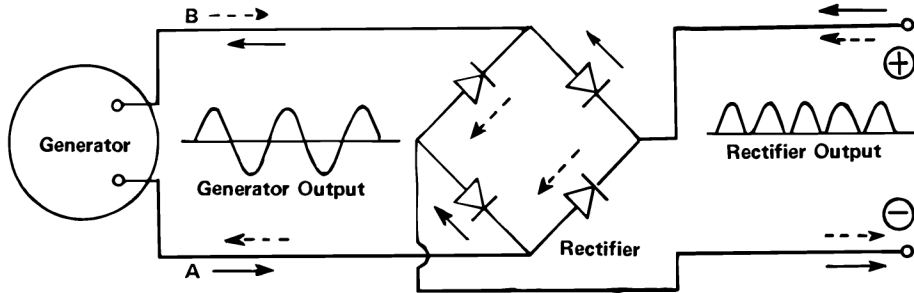 B
Generator
Generator Output
Rectifier Output
Rectifier
A
+
−